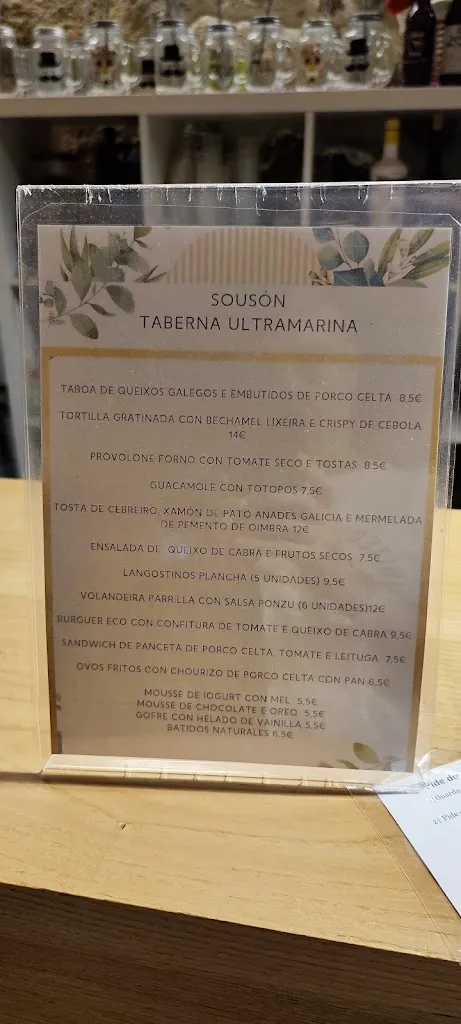 SOUSÓN
TABERNA ULTRAMARINA
TABOA DE QUEIXOS GALEGOS E EMBUTIDOS DE PORCO CELTA 8,5€
TORTILLA GRATINADA CON BECHAMEL LIXEIRA E CRISPY DE CEBOLA
14€
PROVOLONE FORNO CON TOMATE SECO E TOSTAS 8.5€
GUACAMOLE CON TOTOPOS 7,5€
TOSTA DE CEBREIRO, XAMÓN DE PATO ANADES GALICIA E MERMELADA
DE PEMENTO DE OIMBRA 12€
ENSALADA DE QUEIXO DE CABRA E FRUTOS SECOS 7,5€
LANGOSTINOS PLANCHA (5 UNIDADES) 9,5€
VOLANDEIRA PARRILLA CON SALSA PONZU (6 UNIDADES)12€
BURGUER ECO CON CONFITURA DE TOMATE E QUEIXO DE CABRA 9,5€
SANDWICH DE PANCETA DE PORCO CELTA, TOMATE E LEITUGA 7,5€
OVOS FRITOS CON CHOURIZO DE PORCO CELTA CON PAN 6,5€
MOUSSE DE IOGURT CON MEL 5,5€
MOUSSE DE CHOCOLATE E OREO 5,5€
GOFRE CON HELADO DE VAINILLA 5.5€
BATIDOS NATURALES 6,5€
Pide de
Guarda
2) Pide